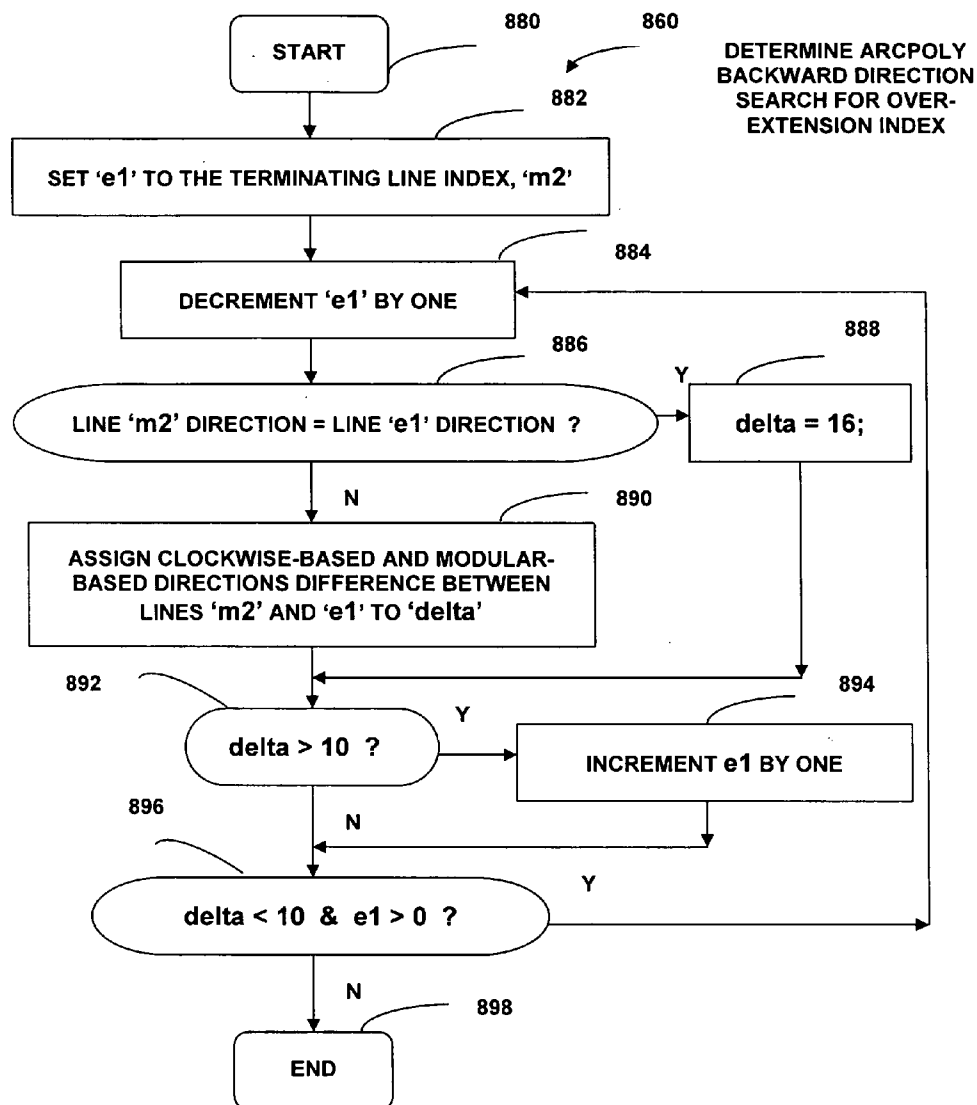 880
860
START
DETERMINE ARCPOLY
BACKWARD DIRECTION
SEARCH FOR OVER-
EXTENSION INDEX
882
SET ‘e1’ TO THE TERMINATING LINE INDEX, ‘m2’
884
DECREMENT ‘e1’ BY ONE
886
888
LINE ‘m2’ DIRECTION = LINE ‘e1’ DIRECTION ?
Y
delta = 16;
N
890
ASSIGN CLOCKWISE-BASED AND MODULAR-
BASED DIRECTIONS DIFFERENCE BETWEEN
LINES ‘m2’ AND ‘e1’ TO ‘delta’
892
894
delta > 10 ?
Y
INCREMENT e1 BY ONE
896
N
delta < 10 & e1 > 0 ?
Y
N
898
END